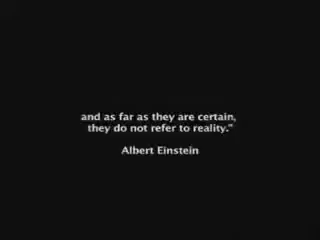 and as far as they are certain,
they do not refer to reality."
Albert Einstein